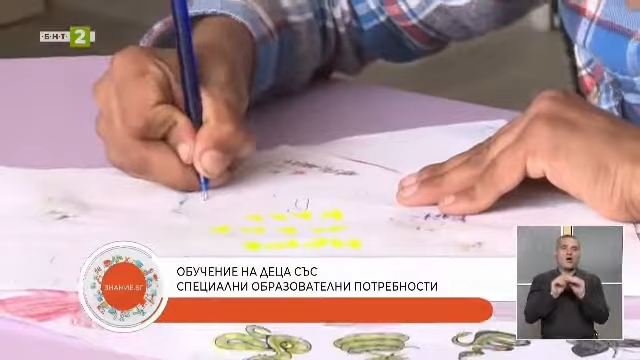 БНТ 2
ЗНАНИЕ.БГ
ОБУЧЕНИЕ НА ДЕЦА СЪС
СПЕЦИАЛНИ ОБРАЗОВАТЕЛНИ ПОТРЕБНОСТИ